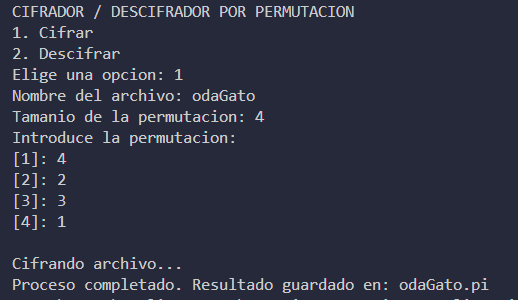 CIFRADOR / DESCIFRADOR POR PERMUTACION
1. Cifrar
2. Descifrar
Elige una opcion: 1
Nombre del archivo: odaGato
Tamanio de la permutacion: 4
Introduce la permutacion:
[1]: 4
[2]: 2
[3]: 3
[4]: 1
Cifrando archivo...
Proceso completado. Resultado guardado en: odaGato.pi